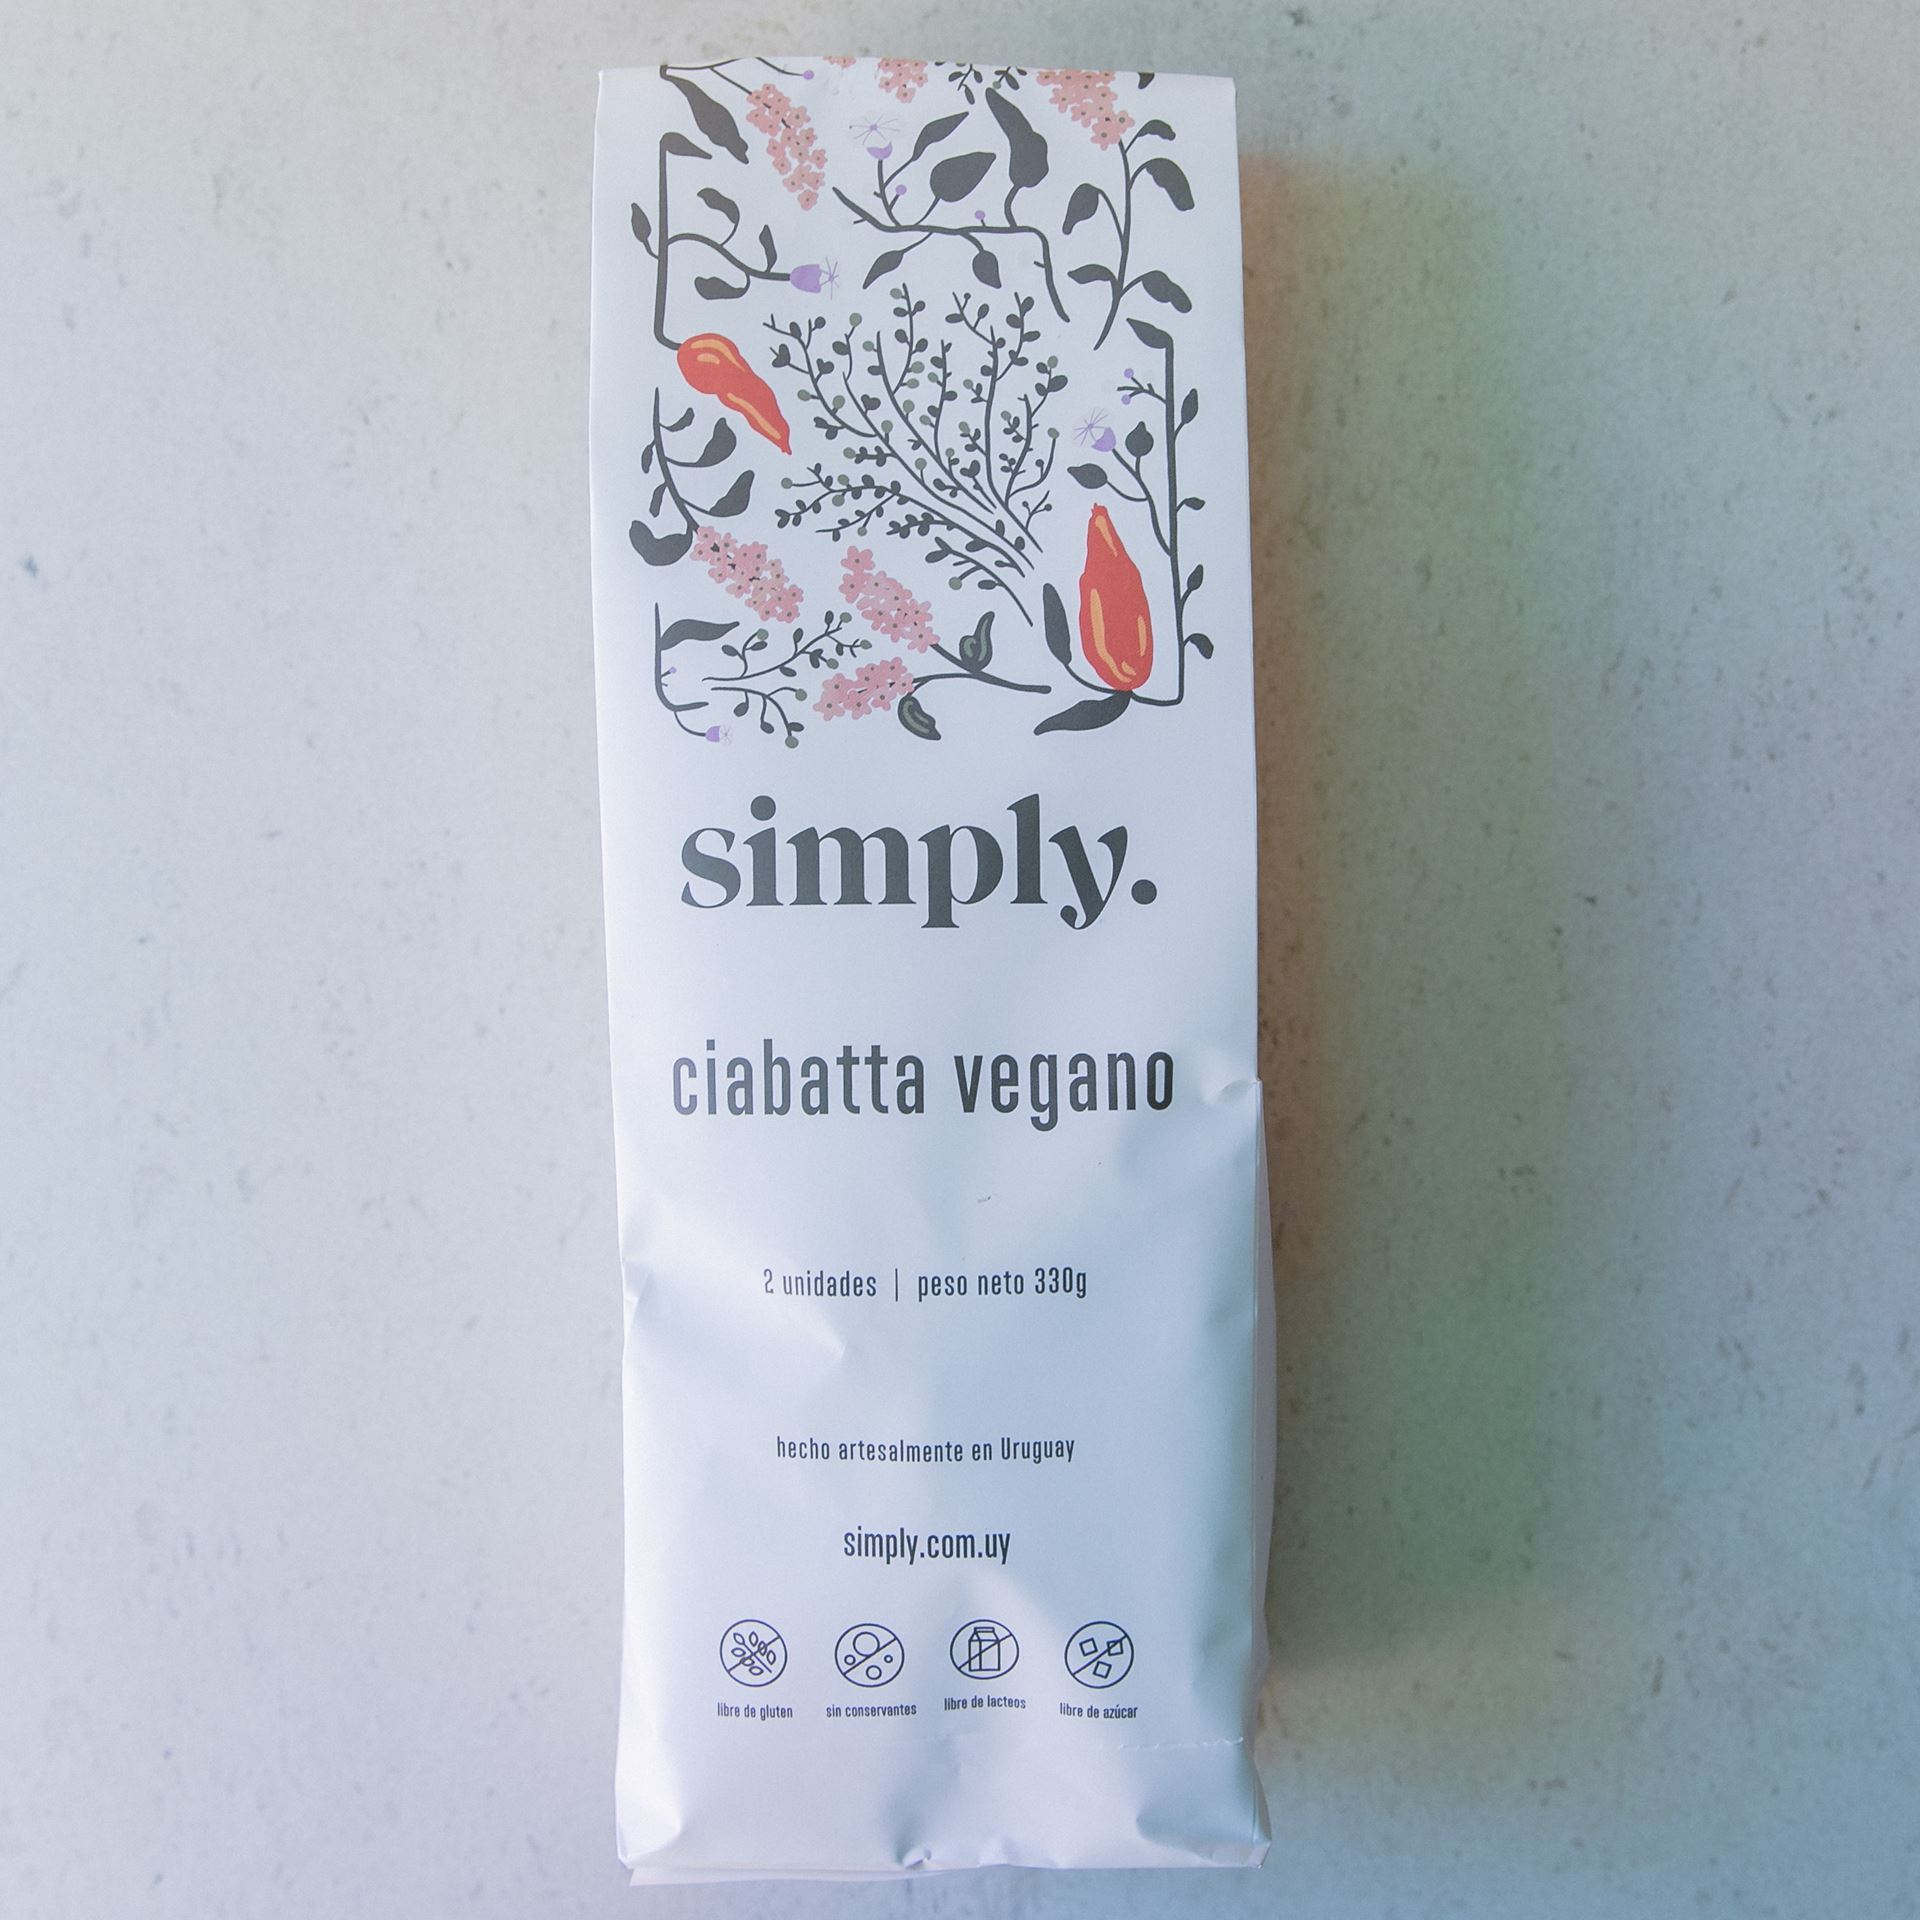 simply.
ciabatta vegano
2 unidades | peso neto 330g
hecho artesalmente en Uruguay
simply.com.uy
libre de gluten sin conservantes libre de lacteos libre de azúcar